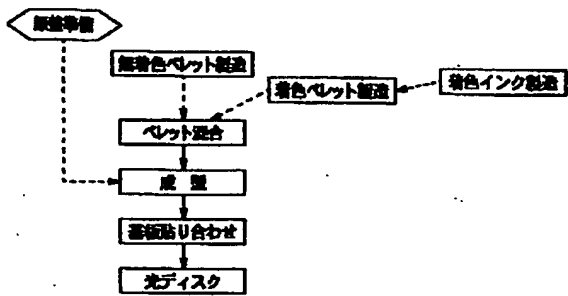 原盤準備
無着色ペレット製造
着色ペレット製造
着色インク製造
ペレット混合
成 型
基板貼り合わせ
光ディスク